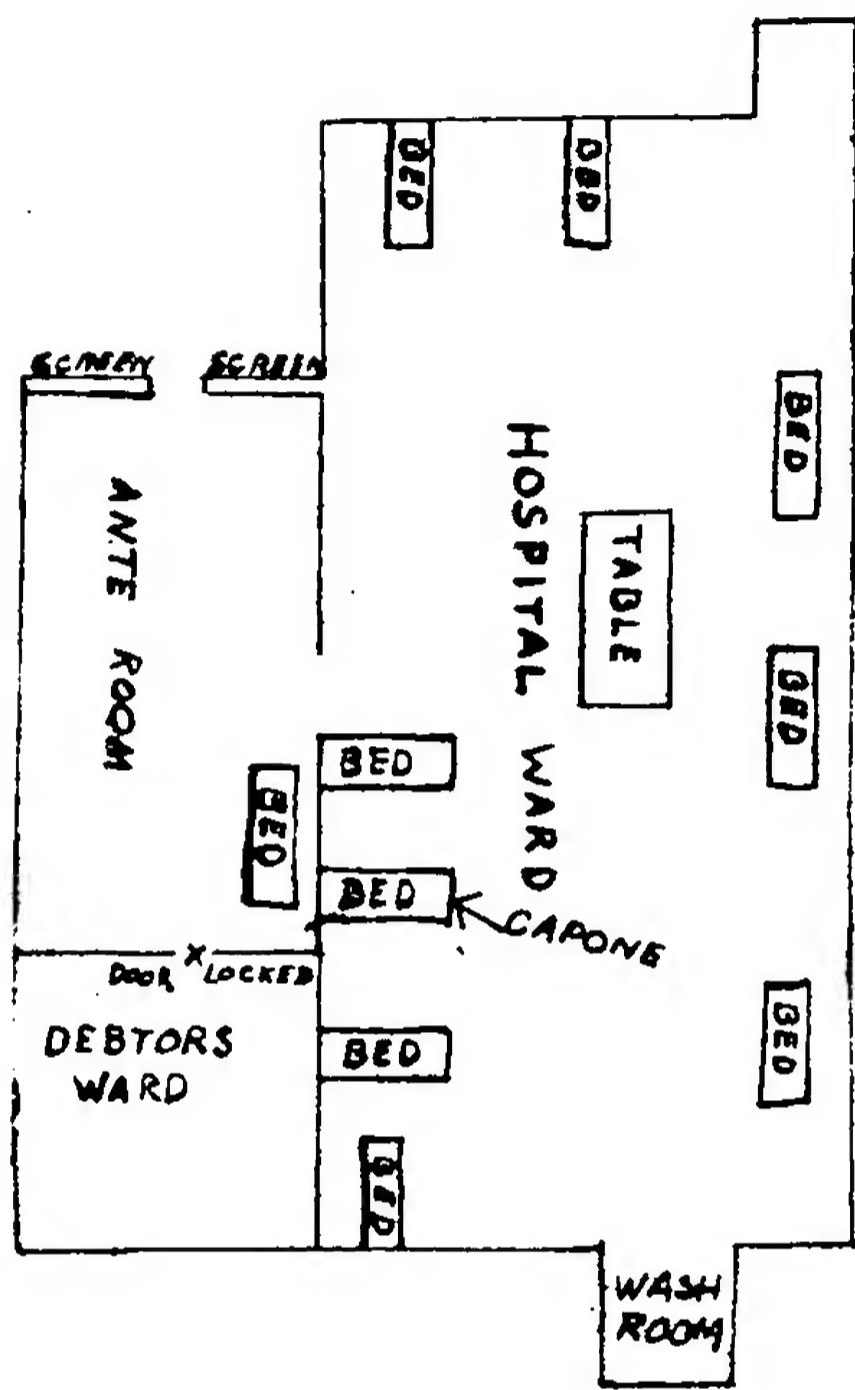 BED
BED
SCREEN
SCREEN
BED
HOSPITAL WARD
TABLE
ANTE ROOM
BED
BED
BED
BED
CAPONE
DOOR X LOCKED
BED
DEBTORS
WARD
BED
BED
WASH
ROOM